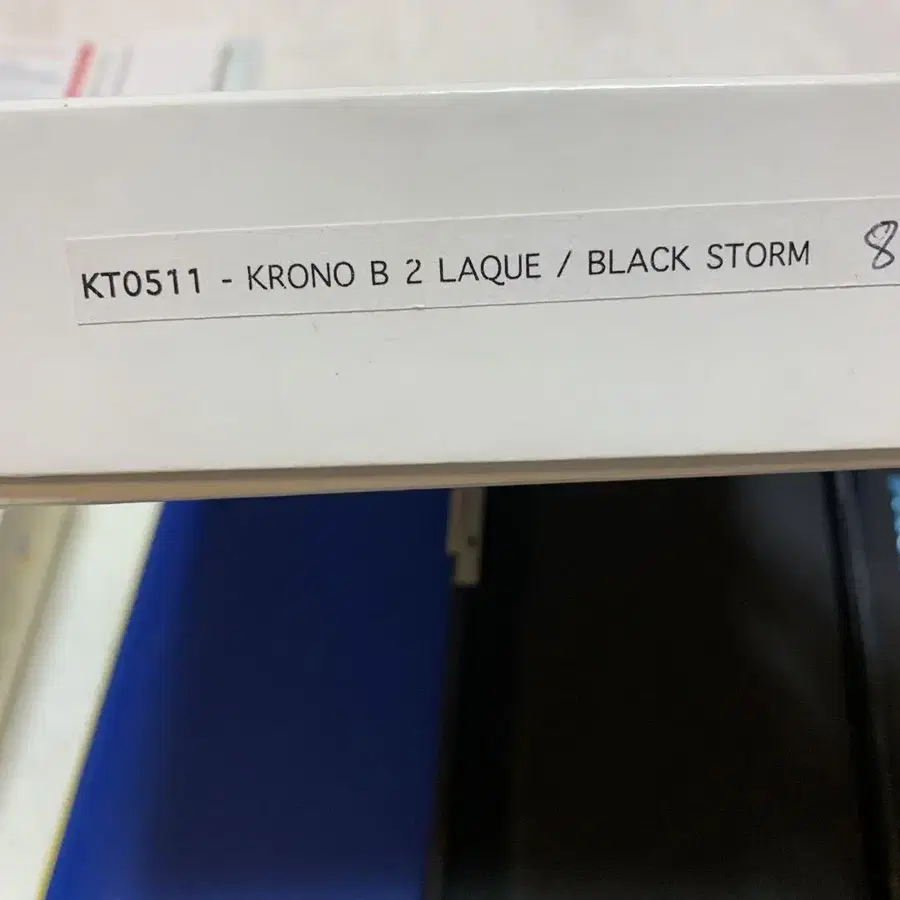 KT0511 - KRONO B 2 LAQUE / BLACK STORM 8